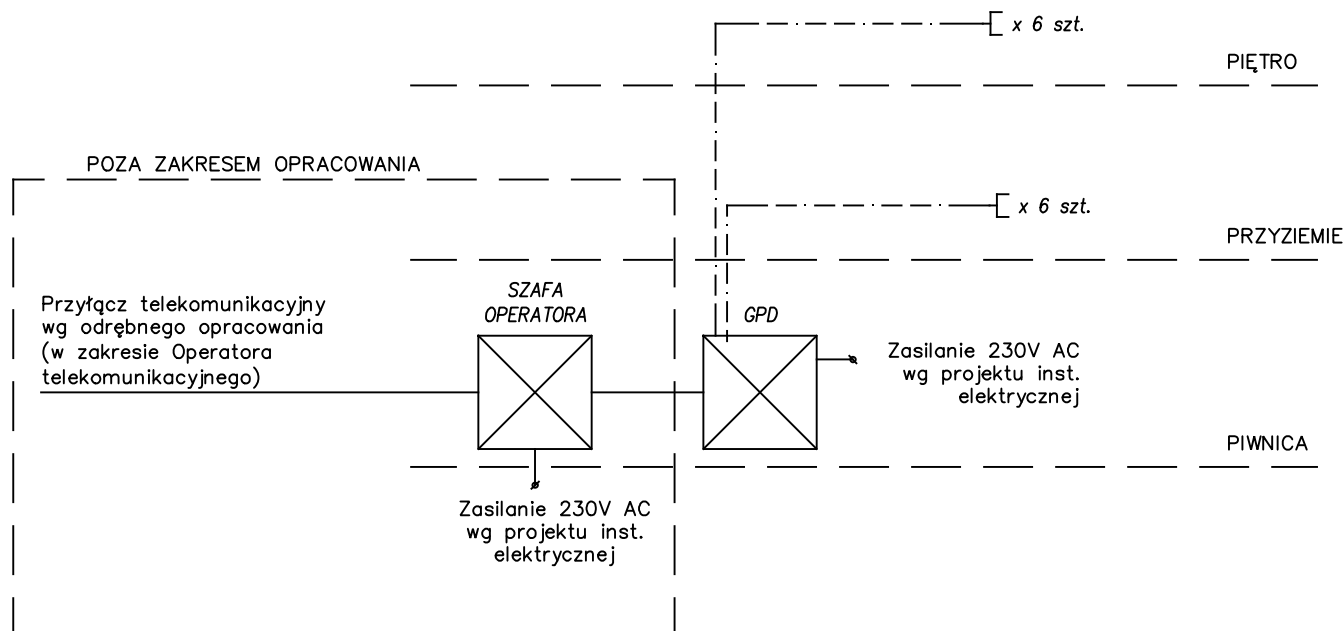 x 6 szt.
PIĘTRO
POZA ZAKRESEM OPRACOWANIA
x 6 szt.
PRZYZIEMIE
Przyłącz telekomunikacyjny
wg odrębnego opracowania
(w zakresie Operatora
telekomunikacyjnego)
SZAFA
OPERATORA
GPD
Zasilanie 230V AC
wg projektu inst.
elektrycznej
PIWNICA
Zasilanie 230V AC
wg projektu inst.
elektrycznej